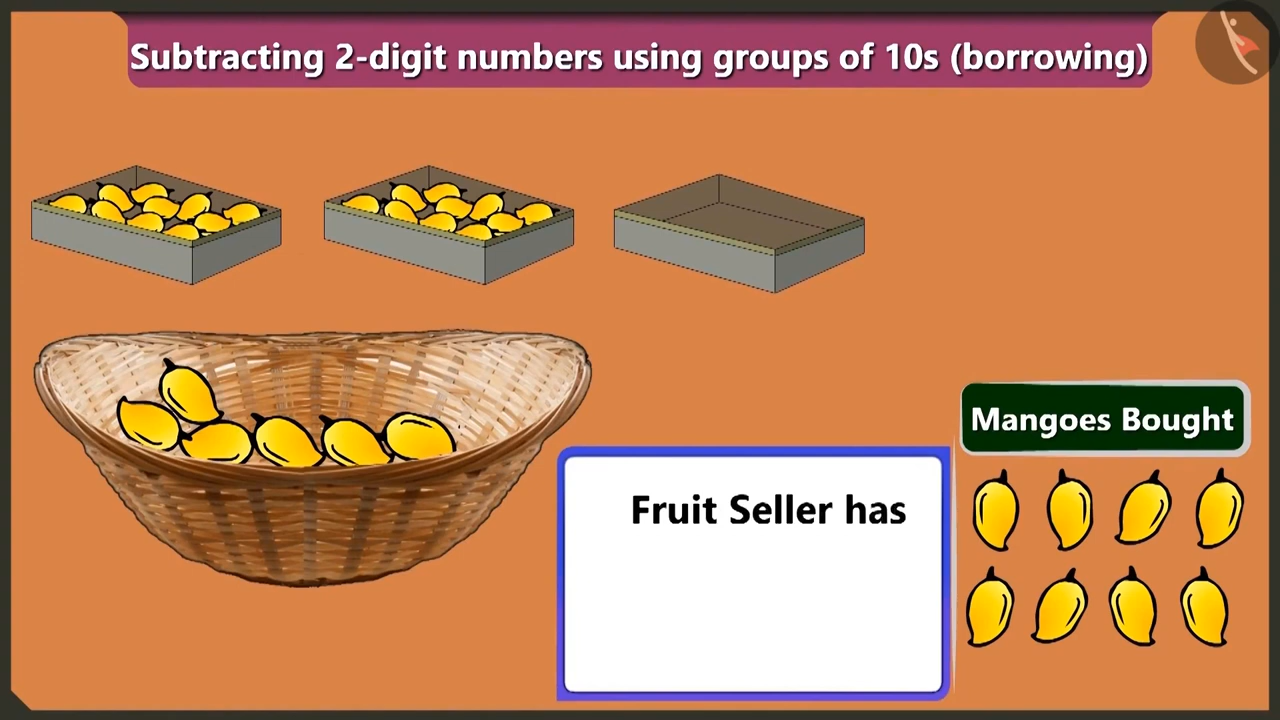 Subtracting 2-digit numbers using groups of 10s (borrowing)
Mangoes Bought
Fruit Seller has